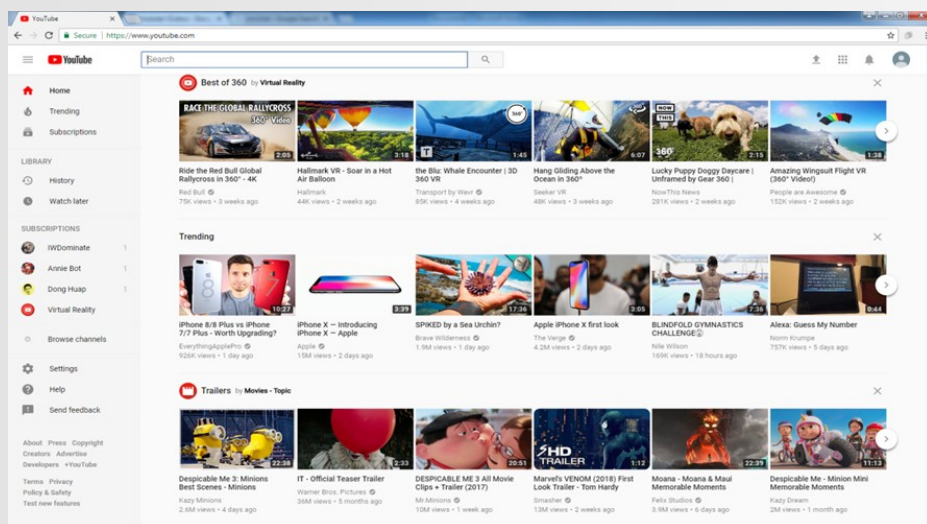 YouTube
Secure | https://www.youtube.com
YouTube
Search
Home
Trending
Subscriptions
LIBRARY
History
Watch later
SUBSCRIPTIONS
IWDominate 1
Annie Bot 1
Dong Huap 1
Virtual Reality
Browse channels
Settings
Help
Send feedback
About Press Copyright
Creators Advertise
Developers +YouTube
Terms Privacy
Policy & Safety
Test new features
Best of 360 by Virtual Reality
RACE THE GLOBAL RALLYCROSS
360° Video
2:05
Ride the Red Bull Global
Rallycross in 360° - 4K
Red Bull
75K views • 3 weeks ago
3:18
Hallmark VR - Soar in a Hot
Air Balloon
Hallmark
44K views • 2 weeks ago
360°
T
1:45
the Blu: Whale Encounter | 3D
360 VR
Transport by Wevr
85K views • 4 weeks ago
6:07
Hang Gliding Above the
Ocean in 360°
Seeker VR
48K views • 3 weeks ago
NOW
THIS
360
2:15
Lucky Puppy Doggy Daycare |
Unframed by Gear 360 |
NowThis News
281K views • 2 weeks ago
1:38
Amazing Wingsuit Flight VR
(360° Video!)
People are Awesome
152K views • 2 weeks ago
Trending
8
7
10:27
iPhone 8/8 Plus vs iPhone
7/7 Plus - Worth Upgrading?
EverythingApplePro
926K views • 1 day ago
3:39
iPhone X — Introducing
iPhone X — Apple
Apple
15M views • 2 days ago
17:36
SPIKED by a Sea Urchin?
Brave Wilderness
1.9M views • 1 day ago
3:05
Apple iPhone X first look
The Verge
4.2M views • 2 days ago
7:36
BLINDFOLD GYMNASTICS
CHALLENGE
Nile Wilson
169K views • 18 hours ago
0:44
Alexa: Guess My Number
Norm Krumpe
757K views • 5 days ago
Trailers by Movies - Topic
22:38
Despicable Me 3: Minions
Best Scenes - Minions
Kazy Minions
2.6M views • 4 days ago
2:33
IT - Official Teaser Trailer
Warner Bros. Pictures
36M views • 5 months ago
20:51
DESPICABLE ME 3 All Movie
Clips + Trailer (2017)
Mr.Minions
10M views • 1 week ago
HD
TRAILER
1:12
Marvel's VENOM (2018) First
Look Trailer - Tom Hardy
Smasher
13M views • 2 weeks ago
22:39
Moana - Moana & Maui
Memorable Moments
Felix Studios
3.9M views • 6 days ago
11:13
Despicable Me - Minion Mini
Memorable Moments
Kazy Dream
2M views • 1 month ago